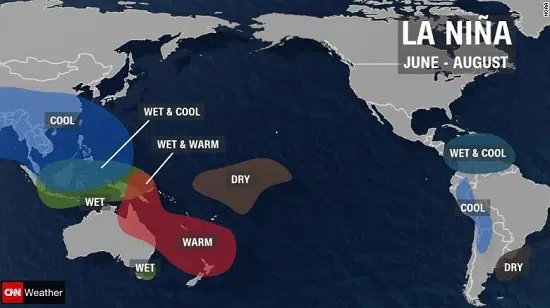 LA NIÑA
JUNE - AUGUST
NOAA
COOL
WET & COOL
WET & WARM
WET
DRY
WARM
WET
WET & COOL
COOL
DRY
CNN Weather